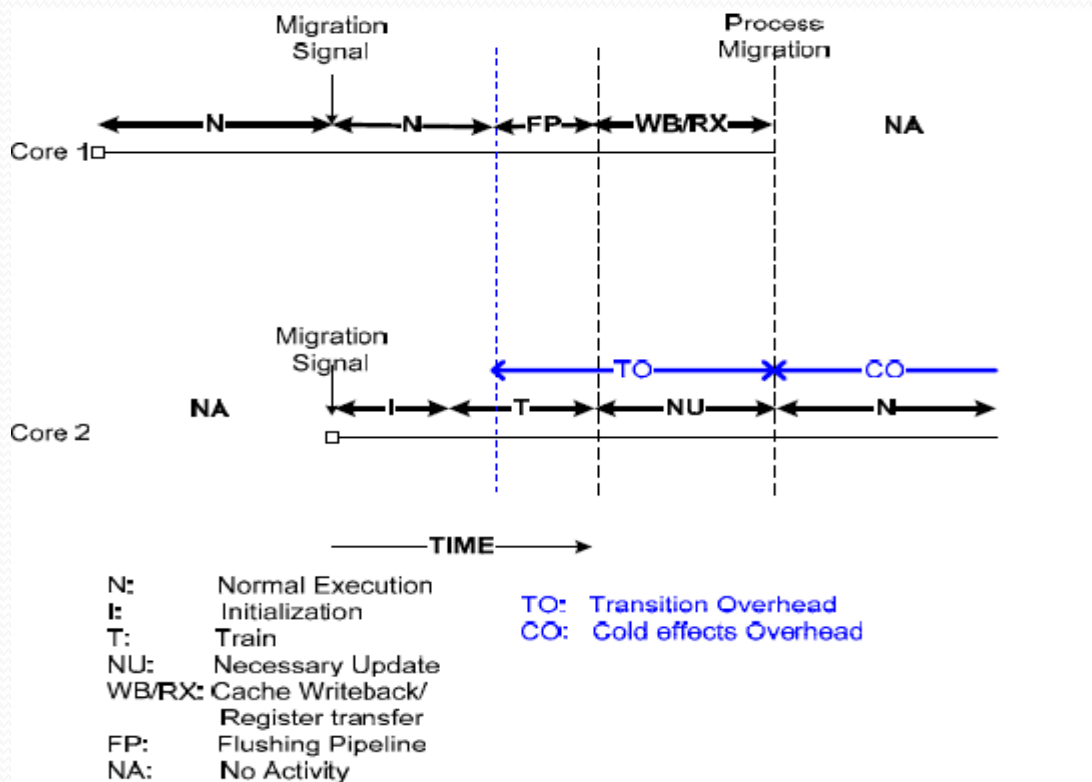 Migration
Signal
Process
Migration
N
N
FP
WB/RX
NA
Core 1
Migration
Signal
TO
CO
NA
I
T
NU
N
Core 2
TIME
N: Normal Execution
I: Initialization
T: Train
NU: Necessary Update
WB/RX: Cache Writeback/
Register transfer
FP: Flushing Pipeline
NA: No Activity
TO: Transition Overhead
CO: Cold effects Overhead